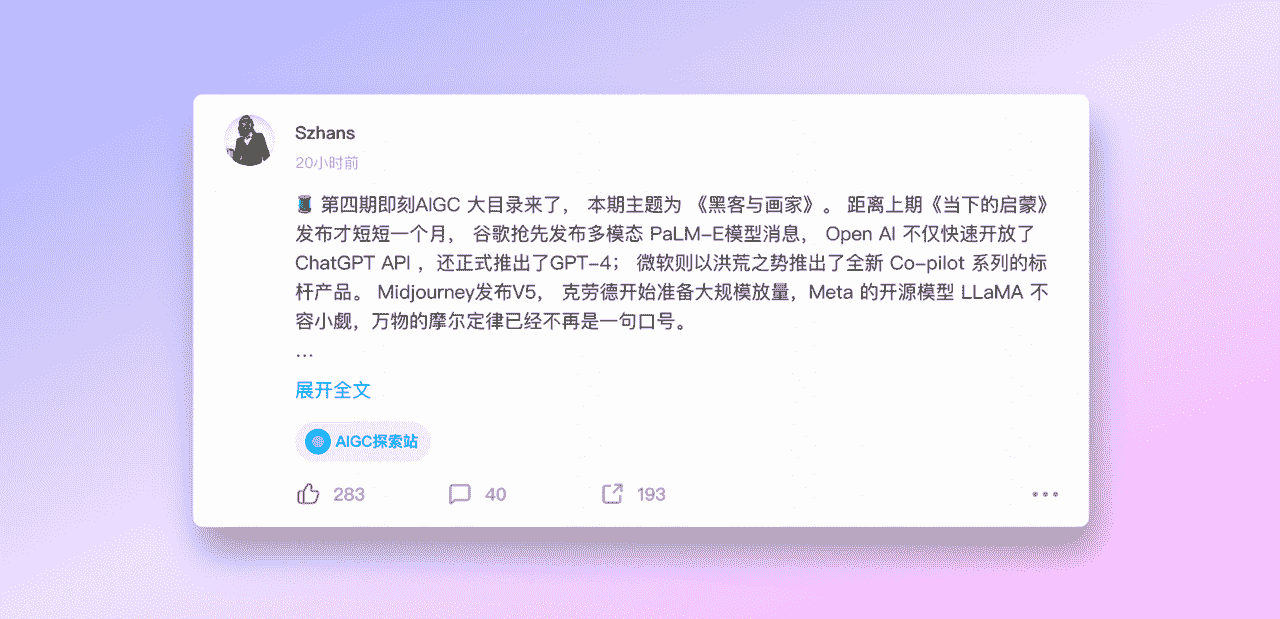 Szhans
20小时前
第四期即刻AIGC 大目录来了， 本期主题为 《黑客与画家》。 距离上期《当下的启蒙》
发布才短短一个月， 谷歌抢先发布多模态 PaLM-E模型消息， Open AI 不仅快速开放了
ChatGPT API ，还正式推出了GPT-4； 微软则以洪荒之势推出了全新 Co-pilot 系列的标
杆产品。 Midjourney发布V5， 克劳德开始准备大规模放量，Meta 的开源模型 LLaMA 不
容小觑，万物的摩尔定律已经不再是一句口号。
...
展开全文
AIGC探索站
283 40 193